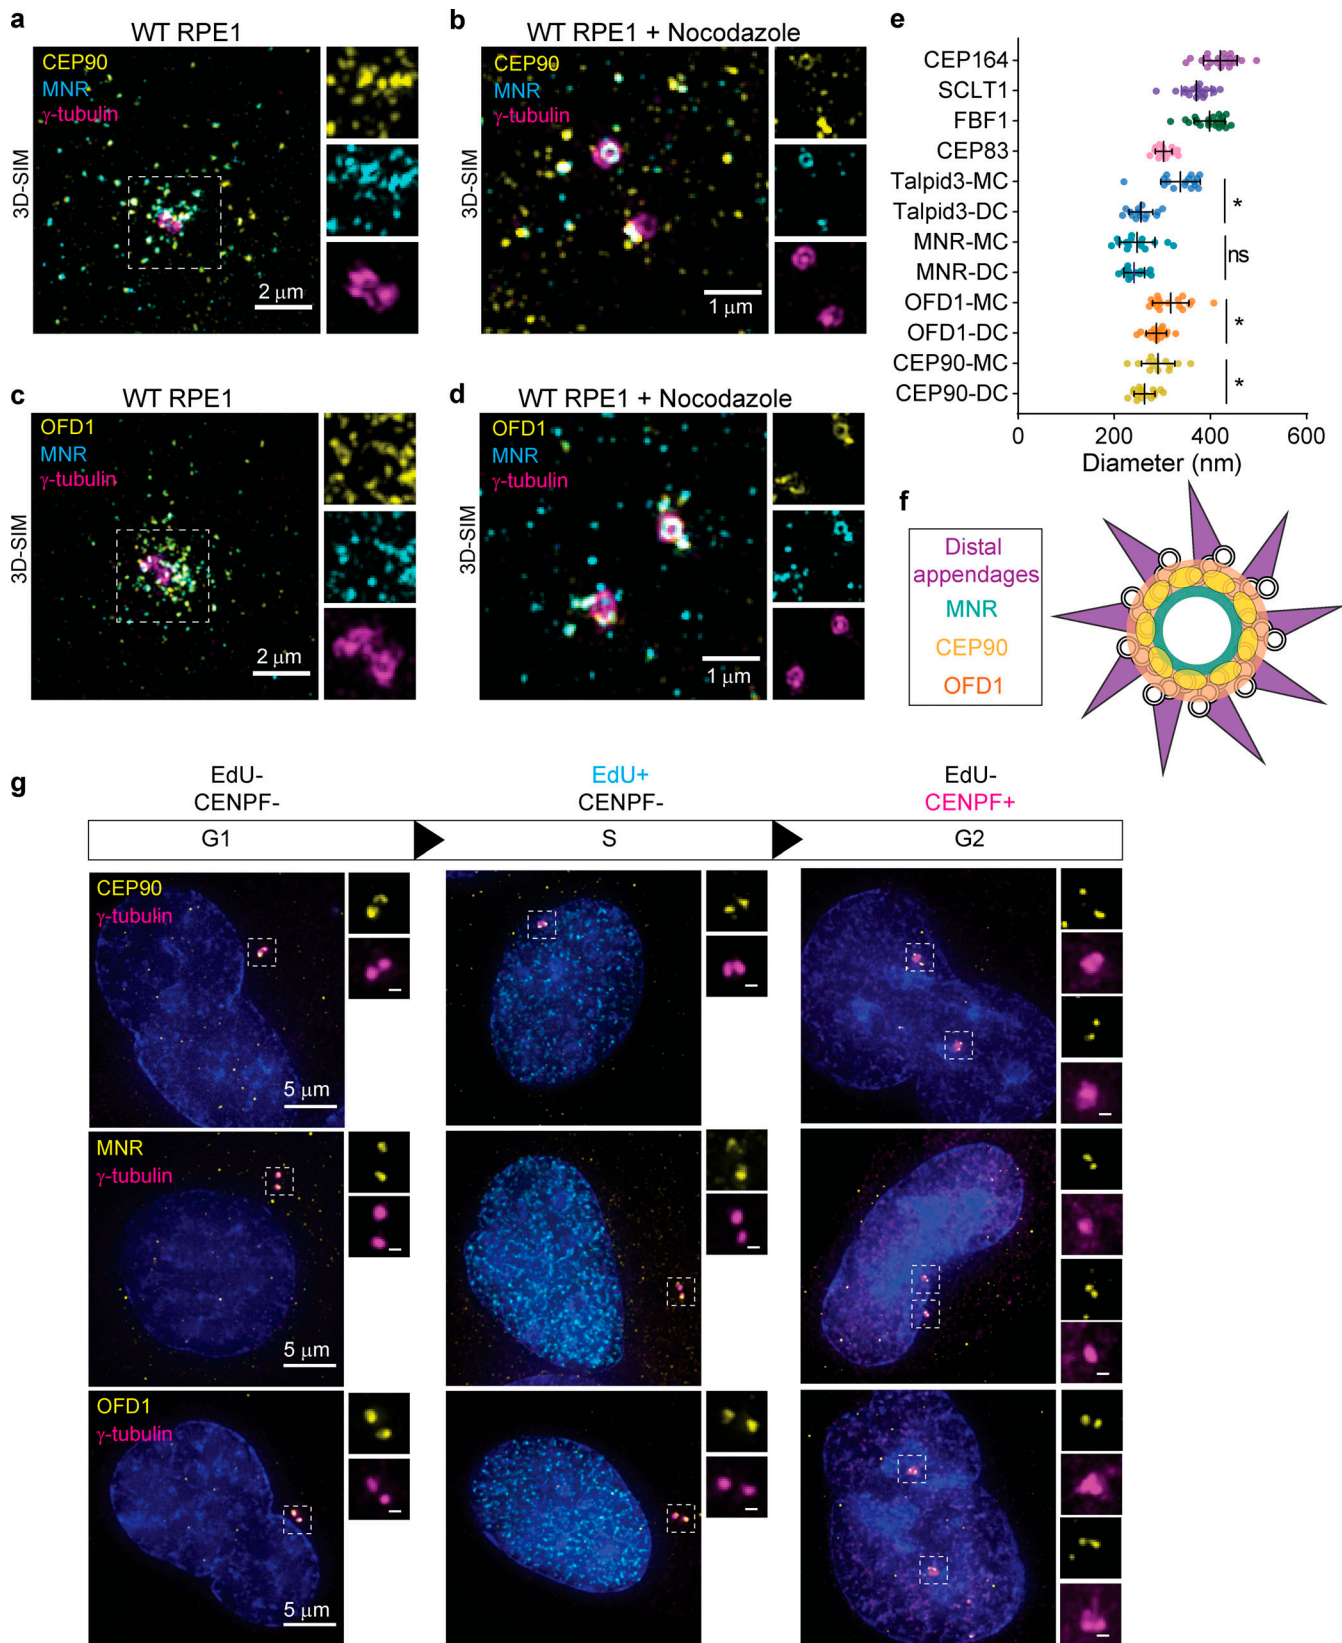 a
WT RPE1
CEP90
MNR
γ-tubulin
3D-SIM
2 μm
b
WT RPE1 + Nocodazole
CEP90
MNR
γ-tubulin
3D-SIM
1 μm
c
WT RPE1
OFD1
MNR
γ-tubulin
3D-SIM
2 μm
d
WT RPE1 + Nocodazole
OFD1
MNR
γ-tubulin
3D-SIM
1 μm
e
CEP164
SCLT1
FBF1
CEP83
Talpid3-MC
Talpid3-DC
*
MNR-MC
MNR-DC
ns
OFD1-MC
OFD1-DC
*
CEP90-MC
CEP90-DC
*
0 200 400 600
Diameter (nm)
f
Distal
appendages
MNR
CEP90
OFD1
g
EdU-
CENPF-
EdU+
CENPF-
EdU-
CENPF+
G1
S
G2
CEP90
γ-tubulin
5 μm
MNR
γ-tubulin
5 μm
OFD1
γ-tubulin
5 μm